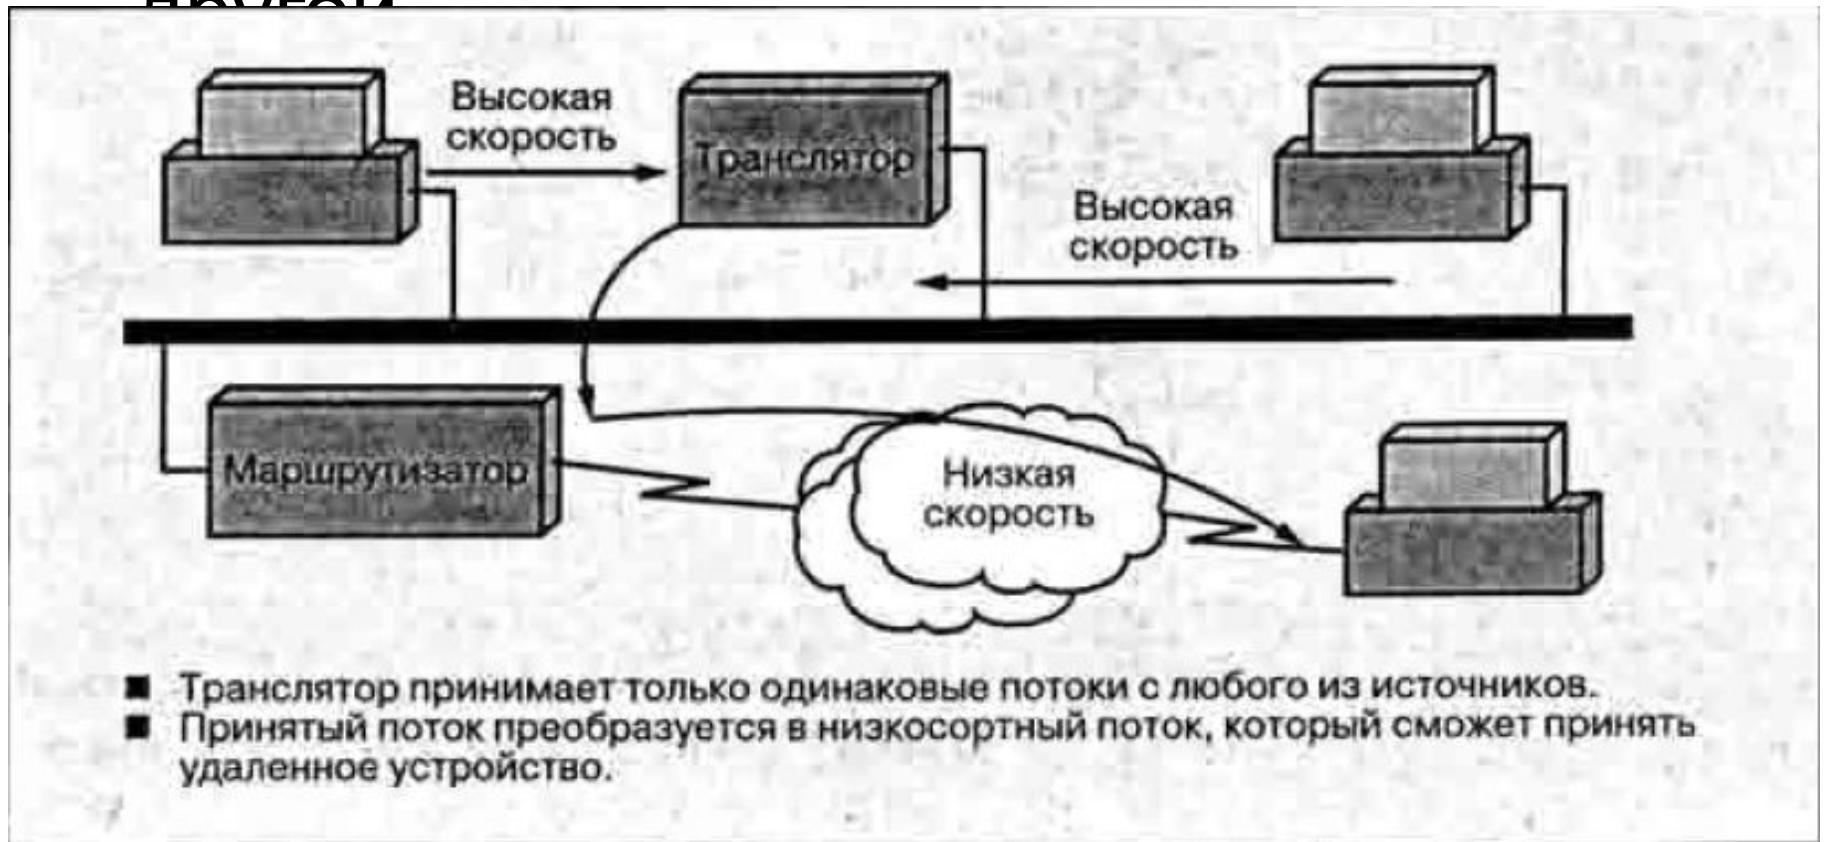 другой
Высокая
скорость
Транслятор
Высокая
скорость
Маршрутизатор
Низкая
скорость
■ Транслятор принимает только одинаковые потоки с любого из источников.
■ Принятый поток преобразуется в низкосортный поток, который сможет принять
удаленное устройство.